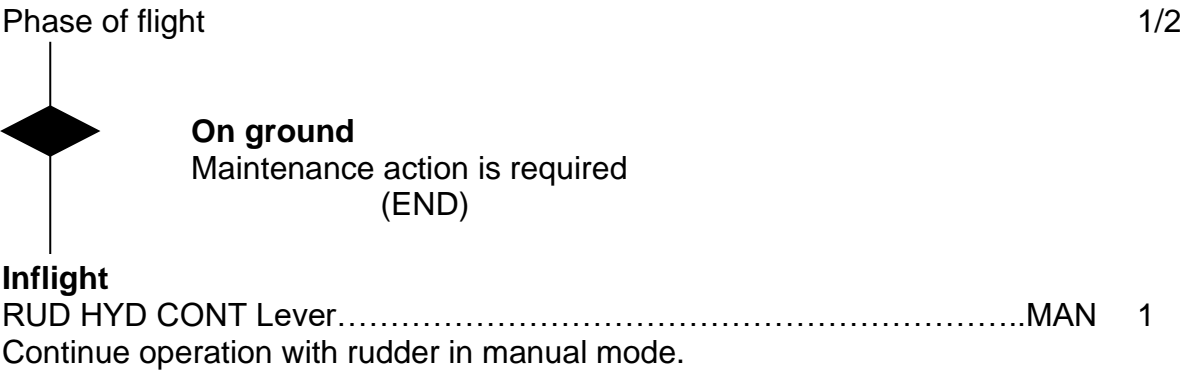 Phase of flight 1/2
On ground
Maintenance action is required
(END)
Inflight
RUD HYD CONT Lever…………………………………………………………..MAN 1
Continue operation with rudder in manual mode.